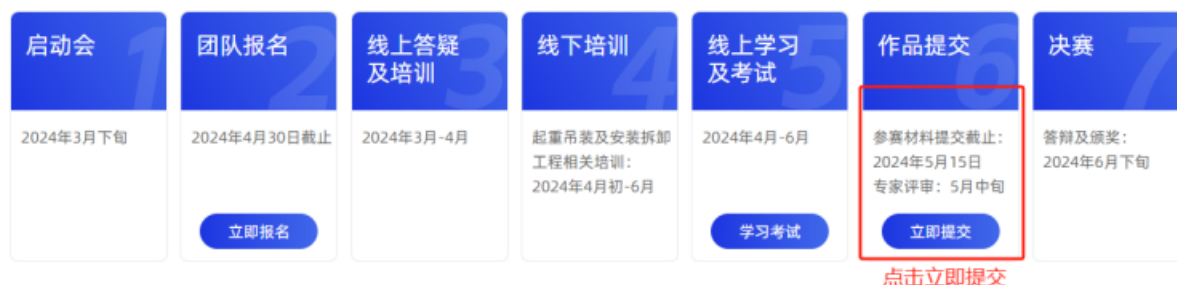 启动会
1
2024年3月下旬
团队报名
2
2024年4月30日截止
立即报名
线上答疑
及培训
3
2024年3月-4月
线下培训
4
起重吊装及安装拆卸
工程相关培训：
2024年4月初-6月
线上学习
及考试
5
2024年4月-6月
学习考试
作品提交
6
参赛材料提交截止：
2024年5月15日
专家评审：5月中旬
立即提交
点击立即提交
决赛
7
答辩及颁奖：
2024年6月下旬